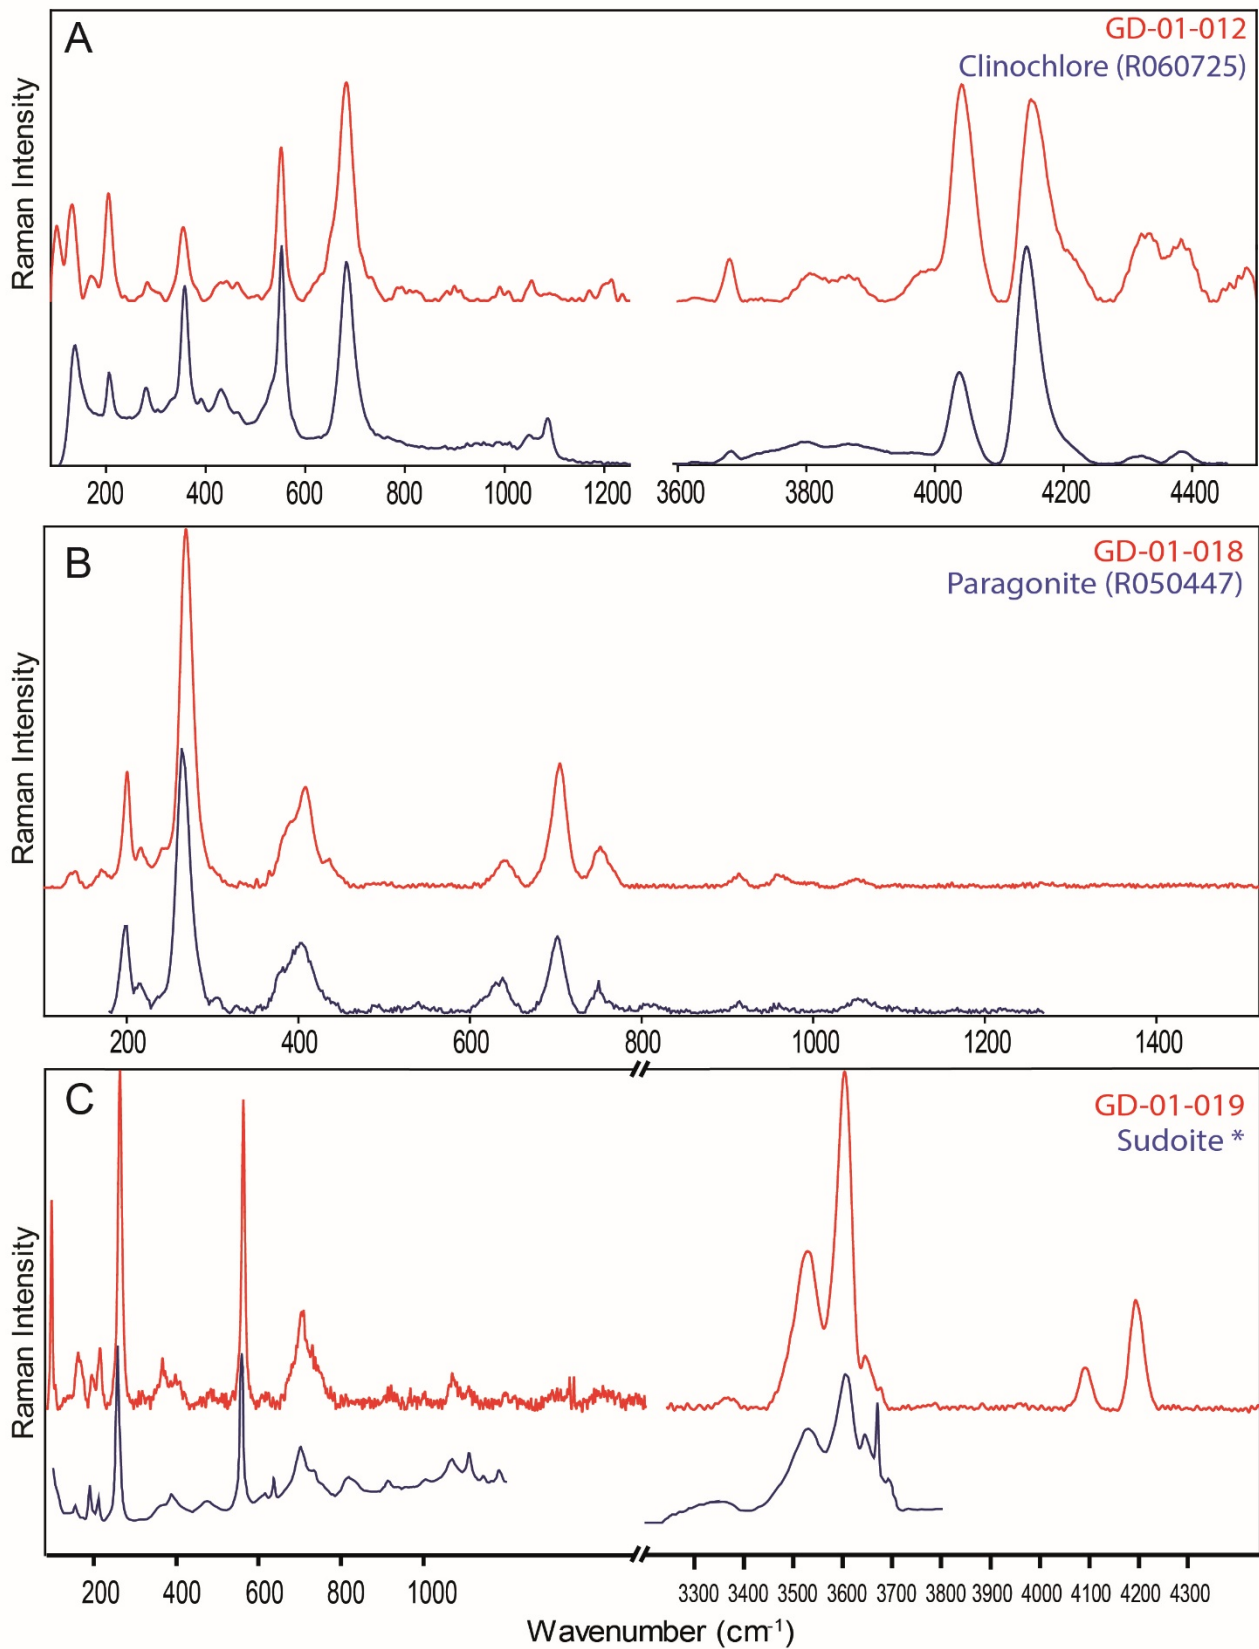 A
GD-01-012
Clinochlore (R060725)
Raman Intensity
200 400 600 800 1000 1200 3600 3800 4000 4200 4400
B
GD-01-018
Paragonite (R050447)
Raman Intensity
200 400 600 800 1000 1200 1400
C
GD-01-019
Sudoite *
Raman Intensity
200 400 600 800 1000 3300 3400 3500 3600 3700 3800 3900 4000 4100 4200 4300
Wavenumber (cm⁻¹)